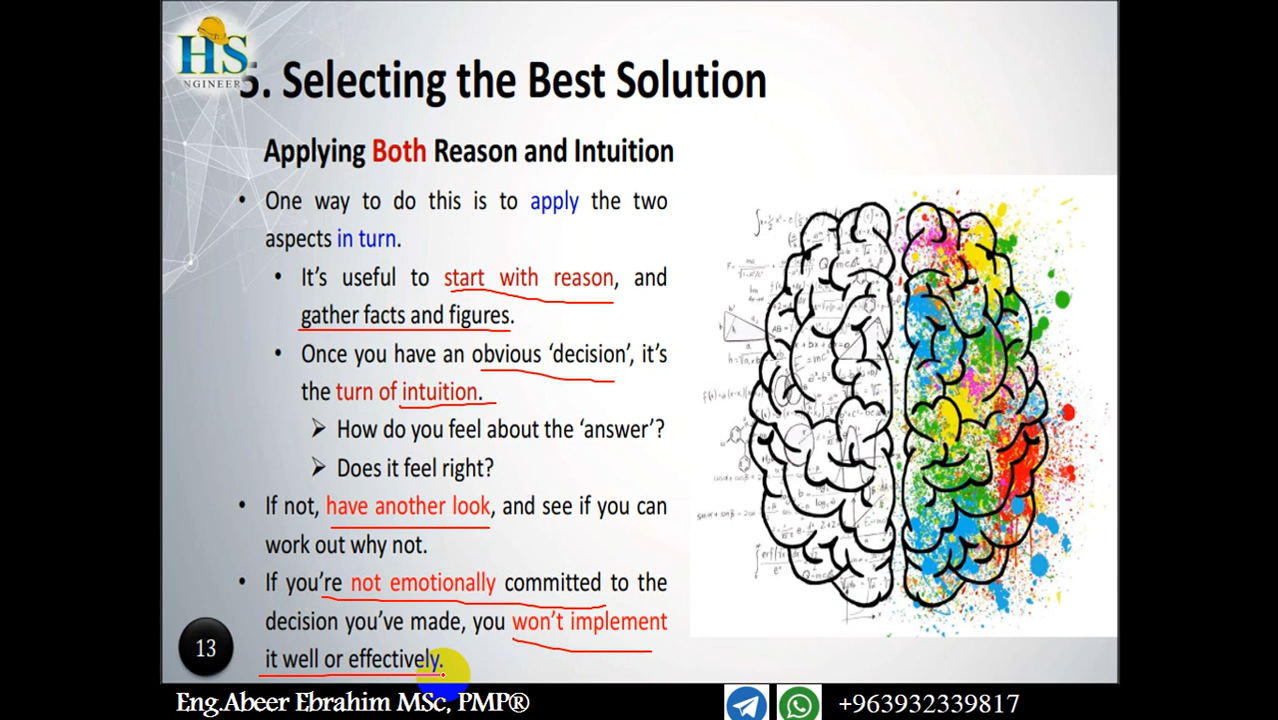 HS
NGINEER
5. Selecting the Best Solution
Applying Both Reason and Intuition
• One way to do this is to apply the two
aspects in turn.
• It’s useful to start with reason, and
gather facts and figures.
• Once you have an obvious ‘decision’, it’s
the turn of intuition.
➢ How do you feel about the ‘answer’?
➢ Does it feel right?
• If not, have another look, and see if you can
work out why not.
• If you’re not emotionally committed to the
decision you’ve made, you won’t implement
it well or effectively.
13
Eng.Abeer Ebrahim MSc, PMP®
+963932339817